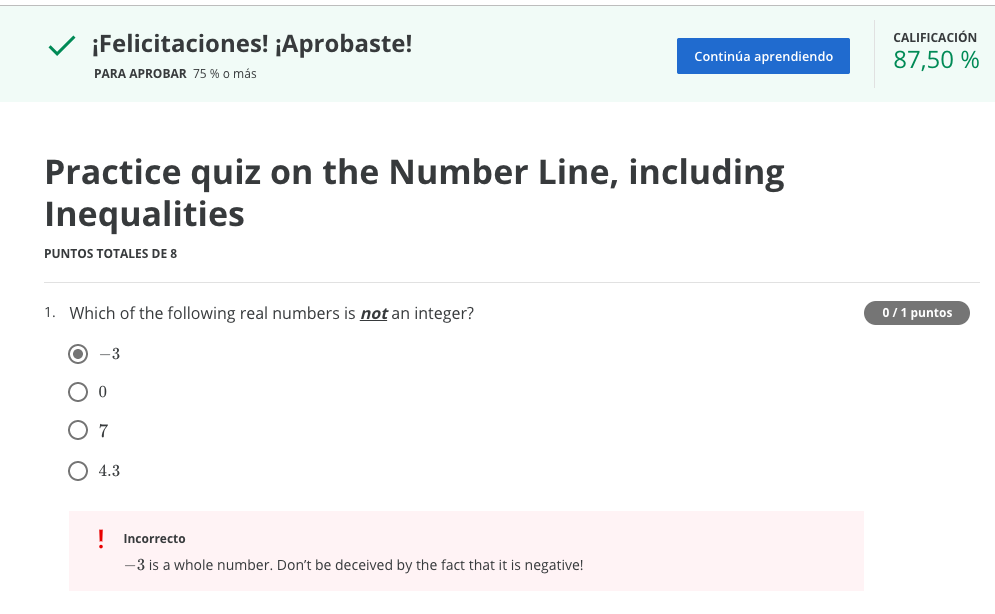 ¡Felicitaciones! ¡Aprobaste!
PARA APROBAR 75 % o más
Continúa aprendiendo
CALIFICACIÓN
87,50 %
Practice quiz on the Number Line, including
Inequalities
PUNTOS TOTALES DE 8
1. Which of the following real numbers is not an integer?
0 / 1 puntos
−3
0
7
4.3
! Incorrecto
−3 is a whole number. Don’t be deceived by the fact that it is negative!